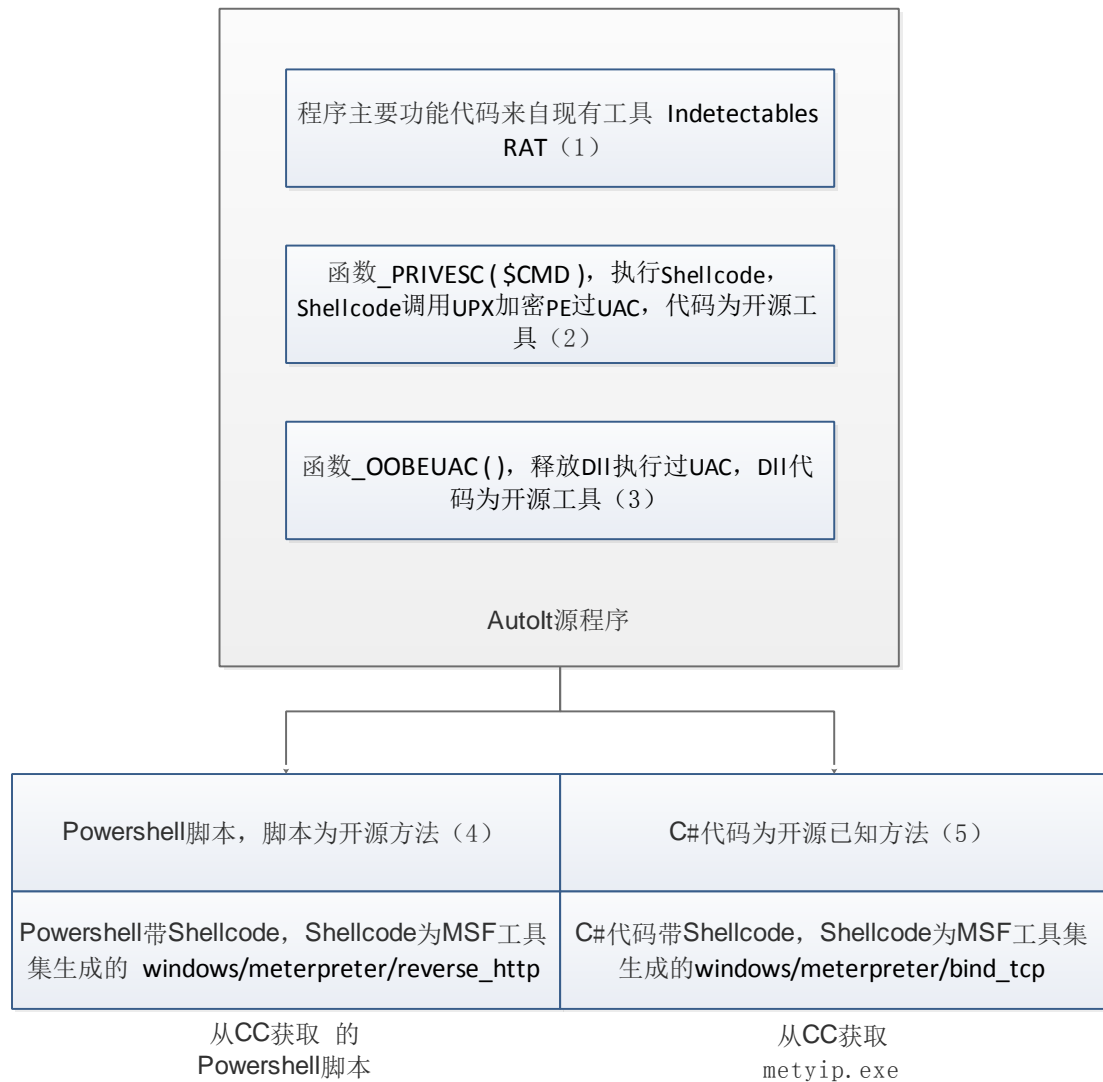 程序主要功能代码来自现有工具 Indetectables
RAT（1）
函数_PRIVESC ( $CMD )，执行Shellcode，
Shellcode调用UPX加密PE过UAC，代码为开源工
具（2）
函数_OOBEUAC ( )，释放Dll执行过UAC，Dll代
码为开源工具（3）
AutoIt源程序
Powershell脚本，脚本为开源方法（4）
C#代码为开源已知方法（5）
Powershell带Shellcode，Shellcode为MSF工具
集生成的 windows/meterpreter/reverse_http
C#代码带Shellcode，Shellcode为MSF工具集
生成的windows/meterpreter/bind_tcp
从CC获取 的
Powershell脚本
从CC获取
metyip.exe